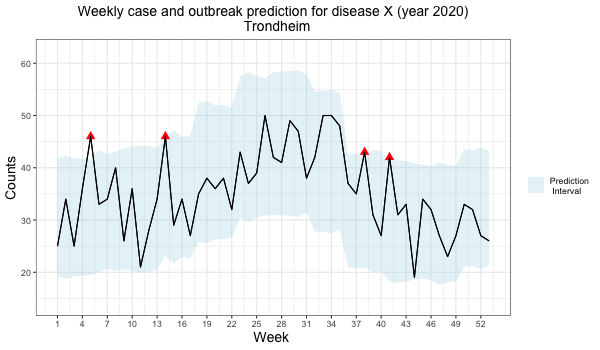 Weekly case and outbreak prediction for disease X (year 2020)
Trondheim
Counts
60
50
40
30
20
1 4 7 10 13 16 19 22 25 28 31 34 37 40 43 46 49 52
Week
Prediction
Interval